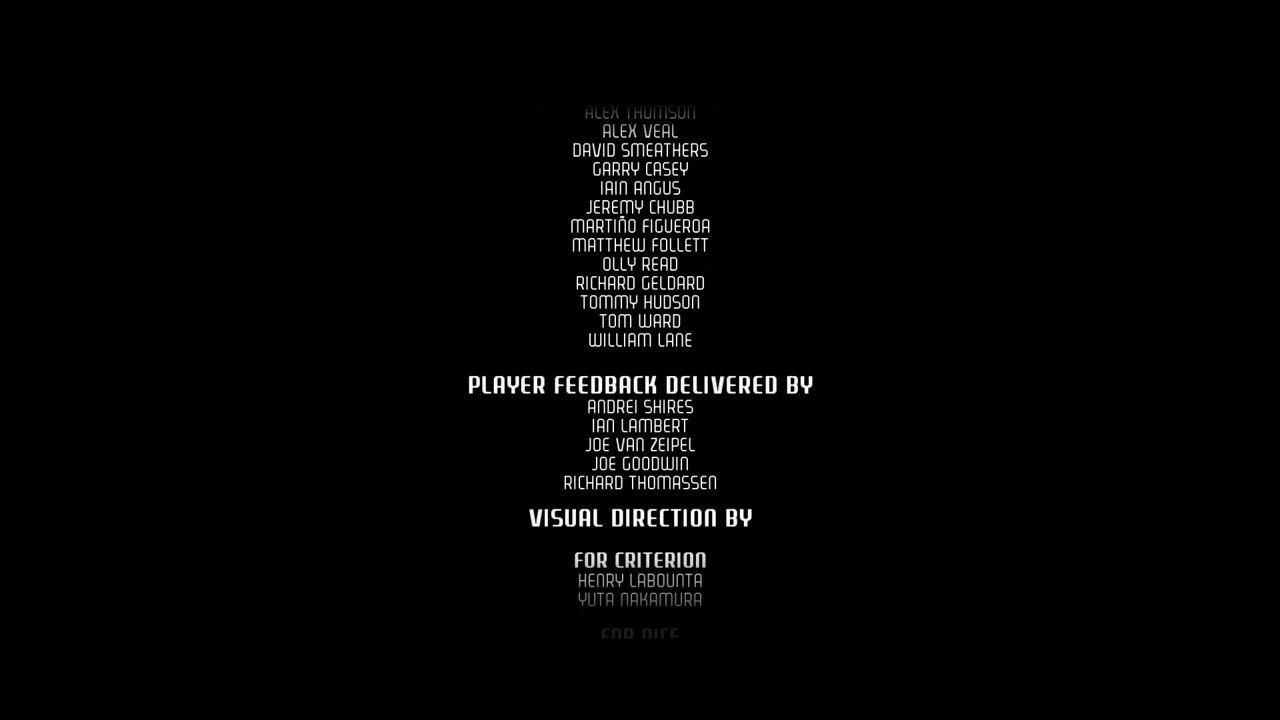 ALEX THOMSON
ALEX VEAL
DAVID SMEATHERS
GARRY CASEY
IAIN ANGUS
JEREMY CHUBB
MARTIÑO FIGUEROA
MATTHEW FOLLETT
OLLY READ
RICHARD GELDARD
TOMMY HUDSON
TOM WARD
WILLIAM LANE
PLAYER FEEDBACK DELIVERED BY
ANDREI SHIRES
IAN LAMBERT
JOE VAN ZEIPEL
JOE GOODWIN
RICHARD THOMASSEN
VISUAL DIRECTION BY
FOR CRITERION
HENRY LABOUNTA
YUTA NAKAMURA
FOR DICE